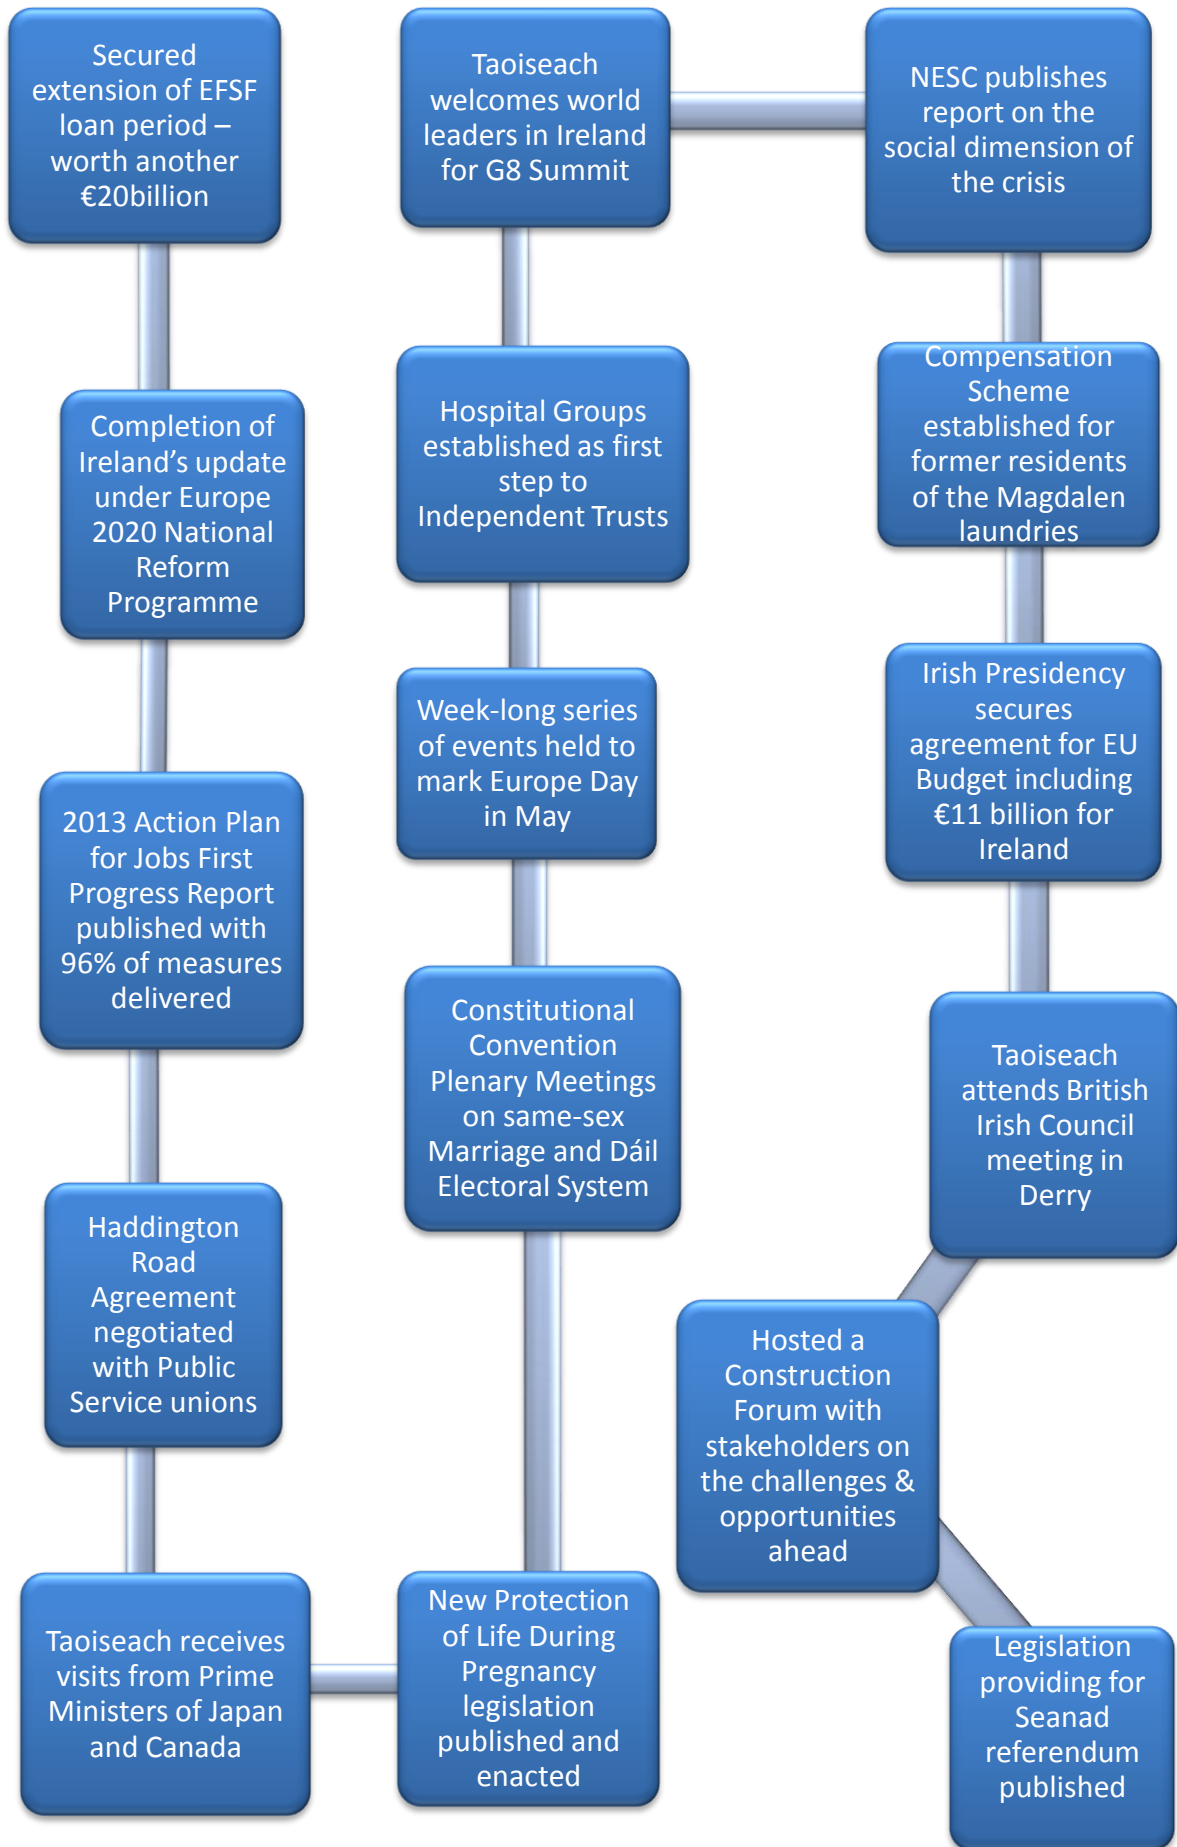 Secured
extension of EFSF
loan period –
worth another
€20billion
Completion of
Ireland’s update
under Europe
2020 National
Reform
Programme
2013 Action Plan
for Jobs First
Progress Report
published with
96% of measures
delivered
Haddington
Road
Agreement
negotiated
with Public
Service unions
Taoiseach receives
visits from Prime
Ministers of Japan
and Canada
New Protection
of Life During
Pregnancy
legislation
published and
enacted
Constitutional
Convention
Plenary Meetings
on same-sex
Marriage and Dáil
Electoral System
Week-long series
of events held to
mark Europe Day
in May
Hospital Groups
established as first
step to
Independent Trusts
Taoiseach
welcomes world
leaders in Ireland
for G8 Summit
NESC publishes
report on the
social dimension of
the crisis
Compensation
Scheme
established for
former residents
of the Magdalen
laundries
Irish Presidency
secures
agreement for EU
Budget including
€11 billion for
Ireland
Taoiseach
attends British
Irish Council
meeting in
Derry
Hosted a
Construction
Forum with
stakeholders on
the challenges &
opportunities
ahead
Legislation
providing for
Seanad
referendum
published